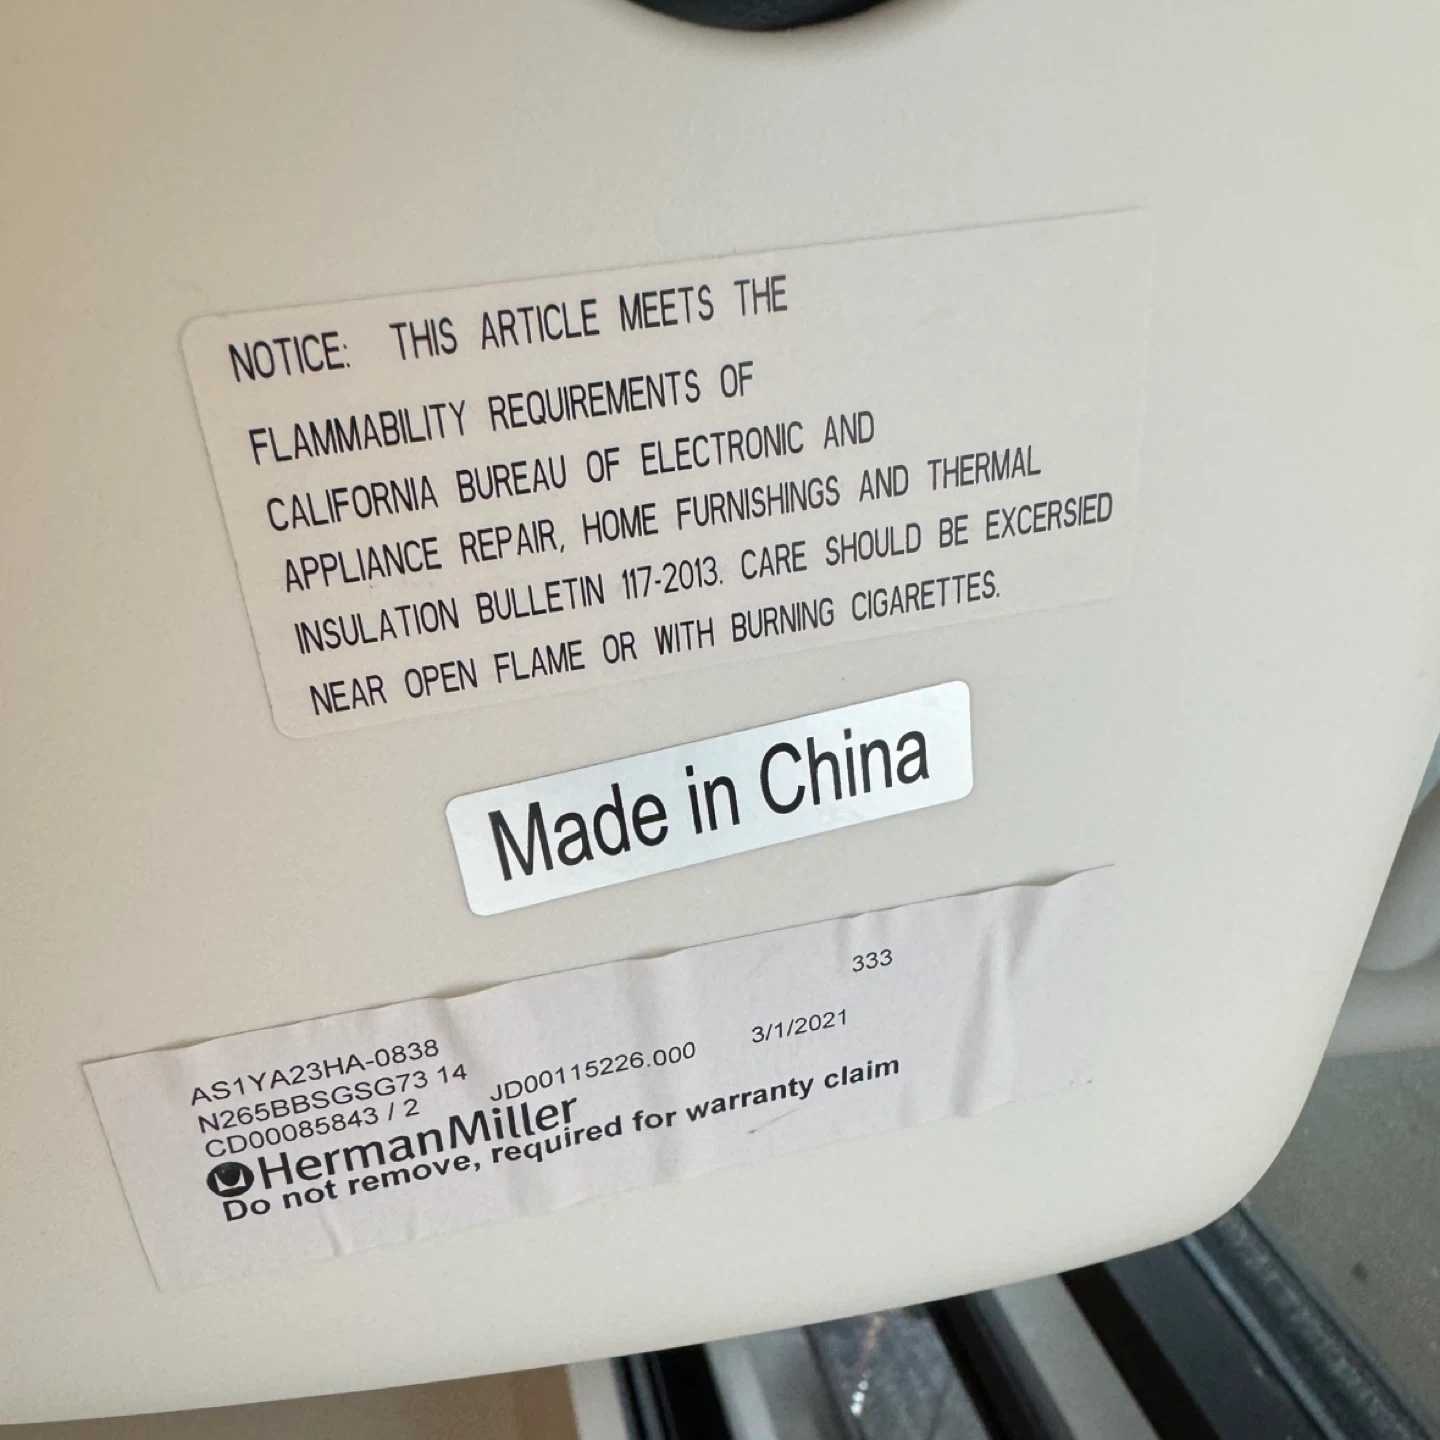 NOTICE: THIS ARTICLE MEETS THE
FLAMMABILITY REQUIREMENTS OF
CALIFORNIA BUREAU OF ELECTRONIC AND
APPLIANCE REPAIR, HOME FURNISHINGS AND THERMAL
INSULATION BULLETIN 117-2013. CARE SHOULD BE EXCERSIED
NEAR OPEN FLAME OR WITH BURNING CIGARETTES.
Made in China
333
AS1YA23HA-0838
N265BBSGSG73 14
CD00085843 / 2 JD00115226.000 3/1/2021
HermanMiller
Do not remove, required for warranty claim